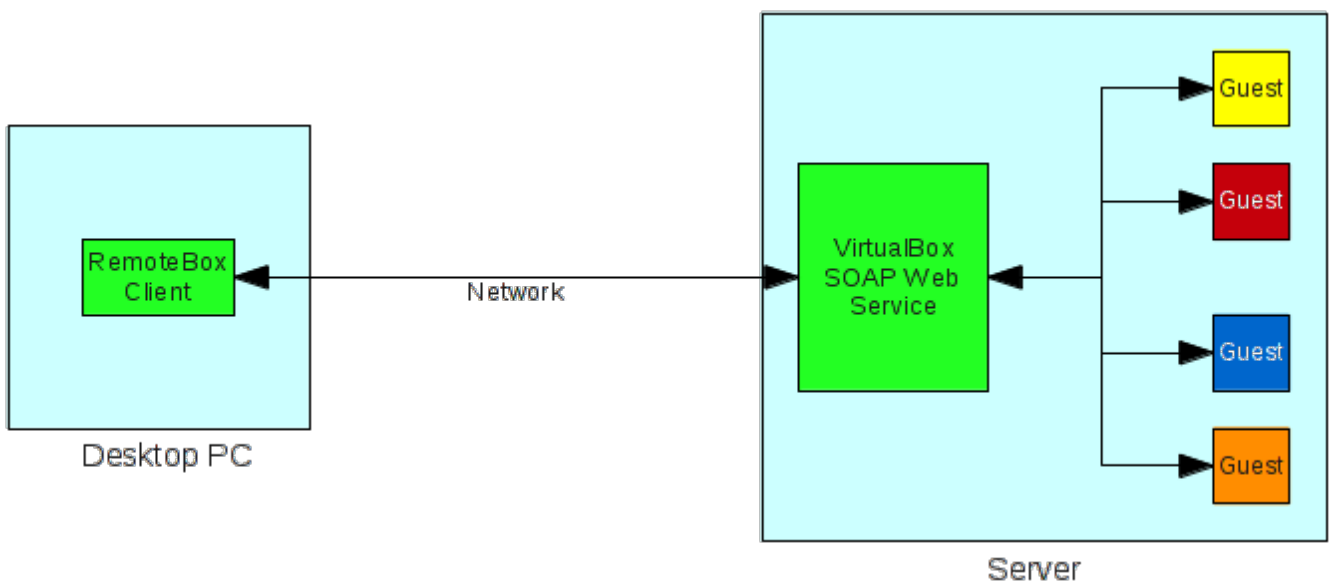 RemoteBox
Client
Desktop PC
Network
VirtualBox
SOAP Web
Service
Guest
Guest
Guest
Guest
Server